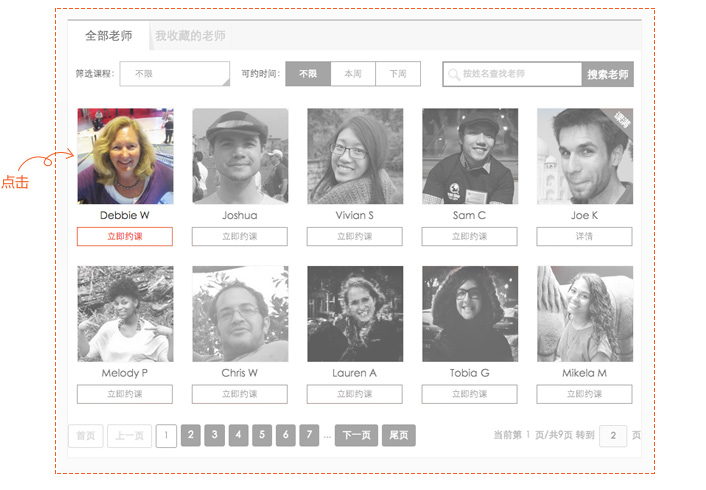 全部老师 我收藏的老师
筛选课程： 不限 可约时间： 不限 本周 下周 按姓名查找老师 搜索老师
课满
点击
Debbie W Joshua Vivian S Sam C Joe K
立即约课 立即约课 立即约课 立即约课 详情
Melody P Chris W Lauren A Tobia G Mikela M
立即约课 立即约课 立即约课 立即约课 立即约课
首页 上一页 1 2 3 4 5 6 7 ... 下一页 尾页 当前第 1 页/共9页 转到 2 页